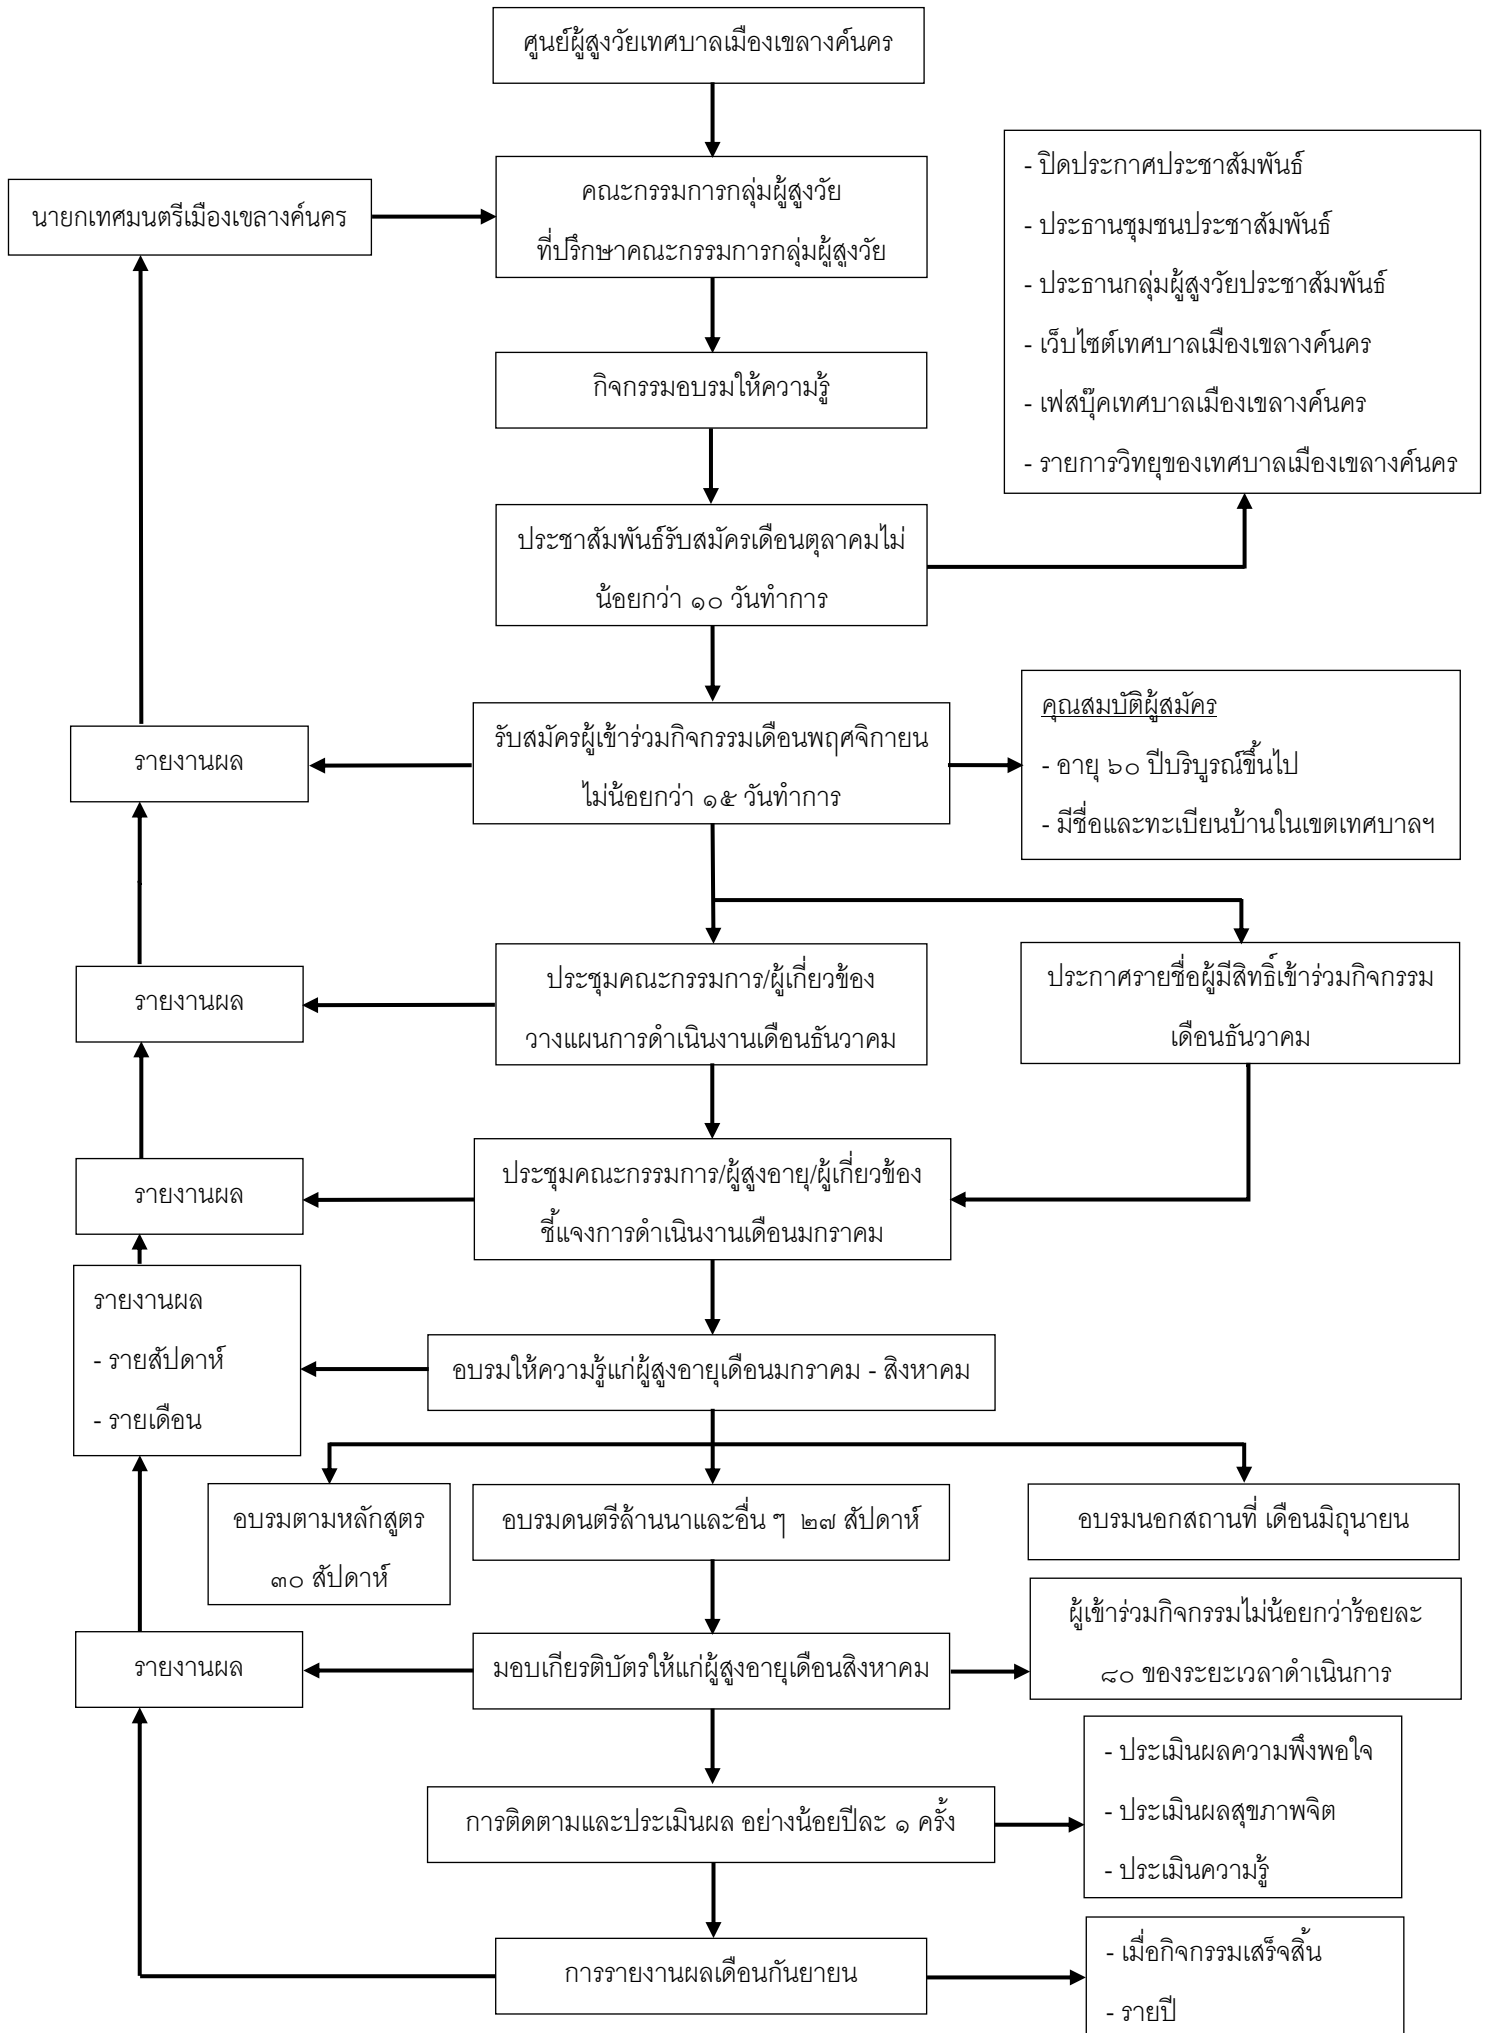 ศูนย์ผู้สูงวัยเทศบาลเมืองเขลางค์นคร
นายกเทศมนตรีเมืองเขลางค์นคร
คณะกรรมการกลุ่มผู้สูงวัย
ที่ปรึกษาคณะกรรมการกลุ่มผู้สูงวัย
- ปิดประกาศประชาสัมพันธ์
- ประธานชุมชนประชาสัมพันธ์
- ประธานกลุ่มผู้สูงวัยประชาสัมพันธ์
- เว็บไซต์เทศบาลเมืองเขลางค์นคร
- เฟสบุ๊คเทศบาลเมืองเขลางค์นคร
- รายการวิทยุของเทศบาลเมืองเขลางค์นคร
กิจกรรมอบรมให้ความรู้
ประชาสัมพันธ์รับสมัครเดือนตุลาคมไม่
น้อยกว่า ๑๐ วันทำการ
รายงานผล
รับสมัครผู้เข้าร่วมกิจกรรมเดือนพฤศจิกายน
ไม่น้อยกว่า ๑๕ วันทำการ
คุณสมบัติผู้สมัคร
- อายุ ๖๐ ปีบริบูรณ์ขึ้นไป
- มีชื่อและทะเบียนบ้านในเขตเทศบาลฯ
รายงานผล
ประชุมคณะกรรมการ/ผู้เกี่ยวข้อง
วางแผนการดำเนินงานเดือนธันวาคม
ประกาศรายชื่อผู้มีสิทธิ์เข้าร่วมกิจกรรม
เดือนธันวาคม
รายงานผล
ประชุมคณะกรรมการ/ผู้สูงอายุ/ผู้เกี่ยวข้อง
ชี้แจงการดำเนินงานเดือนมกราคม
รายงานผล
- รายสัปดาห์
- รายเดือน
อบรมให้ความรู้แก่ผู้สูงอายุเดือนมกราคม - สิงหาคม
อบรมตามหลักสูตร
๓๐ สัปดาห์
อบรมดนตรีล้านนาและอื่น ๆ ๒๗ สัปดาห์
อบรมนอกสถานที่ เดือนมิถุนายน
รายงานผล
มอบเกียรติบัตรให้แก่ผู้สูงอายุเดือนสิงหาคม
ผู้เข้าร่วมกิจกรรมไม่น้อยกว่าร้อยละ
๘๐ ของระยะเวลาดำเนินการ
การติดตามและประเมินผล อย่างน้อยปีละ ๑ ครั้ง
- ประเมินผลความพึงพอใจ
- ประเมินผลสุขภาพจิต
- ประเมินความรู้
การรายงานผลเดือนกันยายน
- เมื่อกิจกรรมเสร็จสิ้น
- รายปี